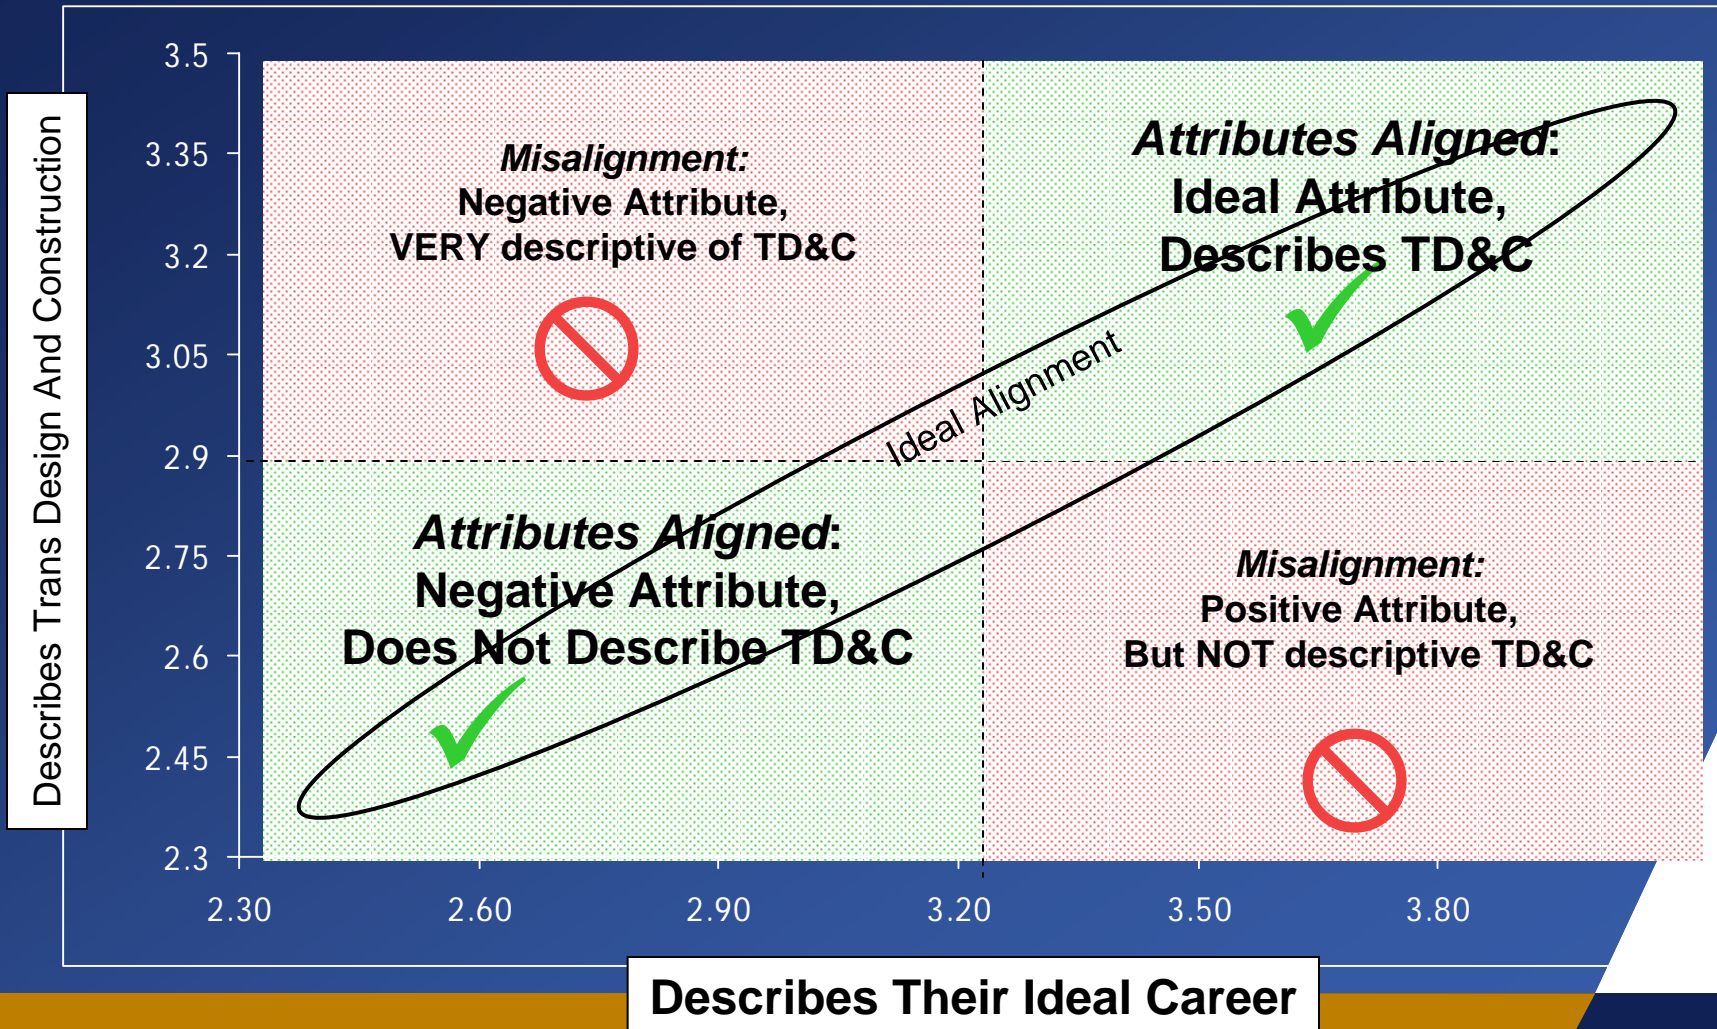 Describes Trans Design And Construction
3.5
3.35
3.2
3.05
2.9
2.75
2.6
2.45
2.3
Misalignment:
Negative Attribute,
VERY descriptive of TD&C
Attributes Aligned:
Ideal Attribute,
Describes TD&C
Ideal Alignment
Attributes Aligned:
Negative Attribute,
Does Not Describe TD&C
Misalignment:
Positive Attribute,
But NOT descriptive TD&C
2.30 2.60 2.90 3.20 3.50 3.80
Describes Their Ideal Career